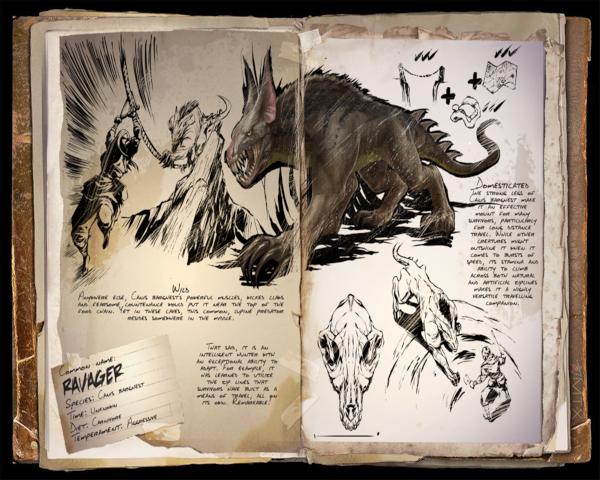 Wild
Anywhere else, Canis bargnest's powerful muscles, wicked claws
and fearsome, countenance would put it near the top of the
food chain. Yet in these caves, this common, lupine predator
resides somewhere in the middle.
That said, it is an
intelligent hunter with
an exceptional ability to
adapt. For example, it
has learned to utilize
the zip lines that
survivors have built as a
means of travel, all on
its own. Remarkable!
Common name:
RAVAGER
Species: Canis bargnest
Time: Unknown
Diet: Carnivore
Temperament: Aggressive
Domesticated
The strong legs of
Canis bargnest make
it an effective
mount for many
survivors, particularly
for long distance
travel. While other
creatures might
outshine it when it
comes to bursts of
speed, its stamina and
ability to climb
across both natural
and artificial ziplines
makes it a highly
versatile travelling
companion.